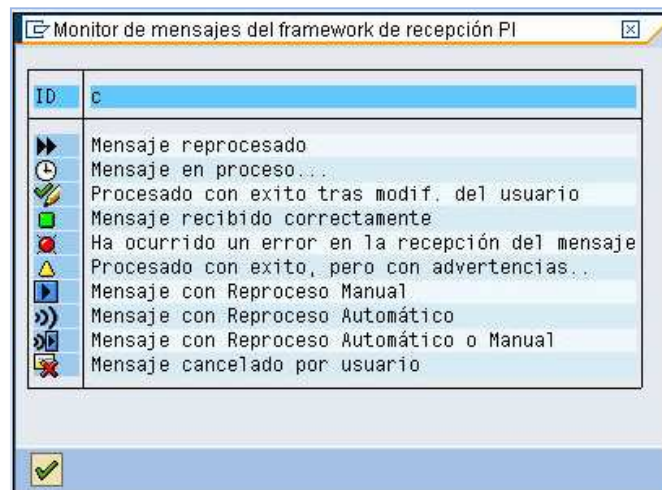 Monitor de mensajes del framework de recepción PI
ID c
Mensaje reprocesado
Mensaje en proceso...
Procesado con exito tras modif. del usuario
Mensaje recibido correctamente
Ha ocurrido un error en la recepción del mensaje
Procesado con exito, pero con advertencias..
Mensaje con Reproceso Manual
Mensaje con Reproceso Automático
Mensaje con Reproceso Automático o Manual
Mensaje cancelado por usuario